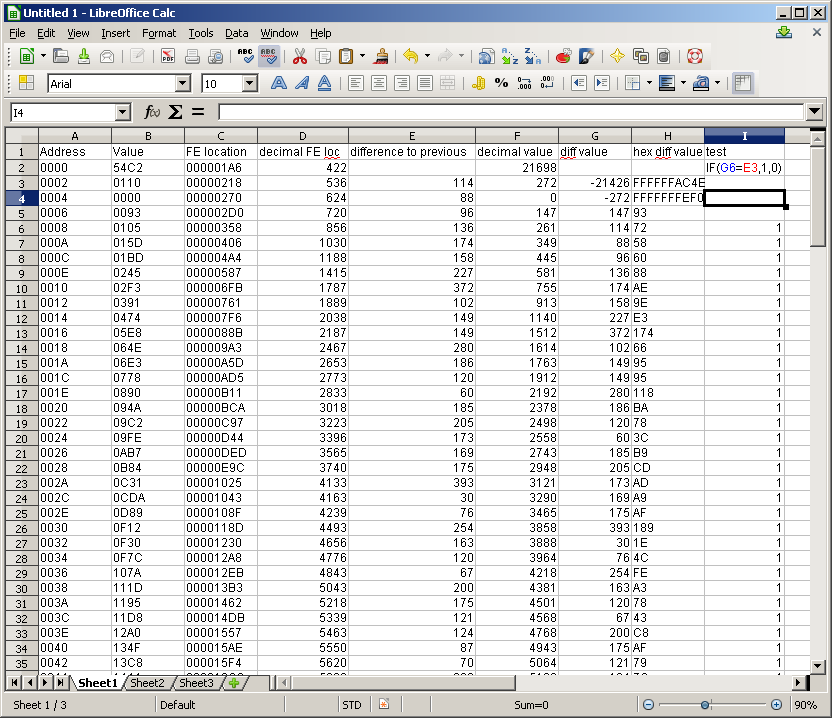 Untitled 1 - LibreOffice Calc
File Edit View Insert Format Tools Data Window Help
Arial 10
I4
A B C D E F G H I
1 Address Value FE location decimal FE loc difference to previous decimal value diff value hex diff value test
2 0000 54C2 000001A6 422 21698 IF(G6=E3,1,0)
3 0002 0110 00000218 536 114 272 -21426 FFFFFFAC4E
4 0004 0000 00000270 624 88 0 -272 FFFFFFFEF0
5 0006 0093 000002D0 720 96 147 147 93
6 0008 0105 00000358 856 136 261 114 72 1
7 000A 015D 00000406 1030 174 349 88 58 1
8 000C 01BD 000004A4 1188 158 445 96 60 1
9 000E 0245 00000587 1415 227 581 136 88 1
10 0010 02F3 000006FB 1787 372 755 174 AE 1
11 0012 0391 00000761 1889 102 913 158 9E 1
12 0014 0474 000007F6 2038 149 1140 227 E3 1
13 0016 05E8 0000088B 2187 149 1512 372 174 1
14 0018 064E 000009A3 2467 280 1614 102 66 1
15 001A 06E3 00000A5D 2653 186 1763 149 95 1
16 001C 0778 00000AD5 2773 120 1912 149 95 1
17 001E 0890 00000B11 2833 60 2192 280 118 1
18 0020 094A 00000BCA 3018 185 2378 186 BA 1
19 0022 09C2 00000C97 3223 205 2498 120 78 1
20 0024 09FE 00000D44 3396 173 2558 60 3C 1
21 0026 0AB7 00000DED 3565 169 2743 185 B9 1
22 0028 0B84 00000E9C 3740 175 2948 205 CD 1
23 002A 0C31 00001025 4133 393 3121 173 AD 1
24 002C 0CDA 00001043 4163 30 3290 169 A9 1
25 002E 0D89 0000108F 4239 76 3465 175 AF 1
26 0030 0F12 0000118D 4493 254 3858 393 189 1
27 0032 0F30 00001230 4656 163 3888 30 1E 1
28 0034 0F7C 000012A8 4776 120 3964 76 4C 1
29 0036 107A 000012EB 4843 67 4218 254 FE 1
30 0038 111D 000013B3 5043 200 4381 163 A3 1
31 003A 1195 00001462 5218 175 4501 120 78 1
32 003C 11D8 000014DB 5339 121 4568 67 43 1
33 003E 12A0 00001557 5463 124 4768 200 C8 1
34 0040 134F 000015AE 5550 87 4943 175 AF 1
35 0042 13C8 000015F4 5620 70 5064 121 79 1
Sheet1 Sheet2 Sheet3
Sheet 1 / 3 Default STD Sum=0 90%